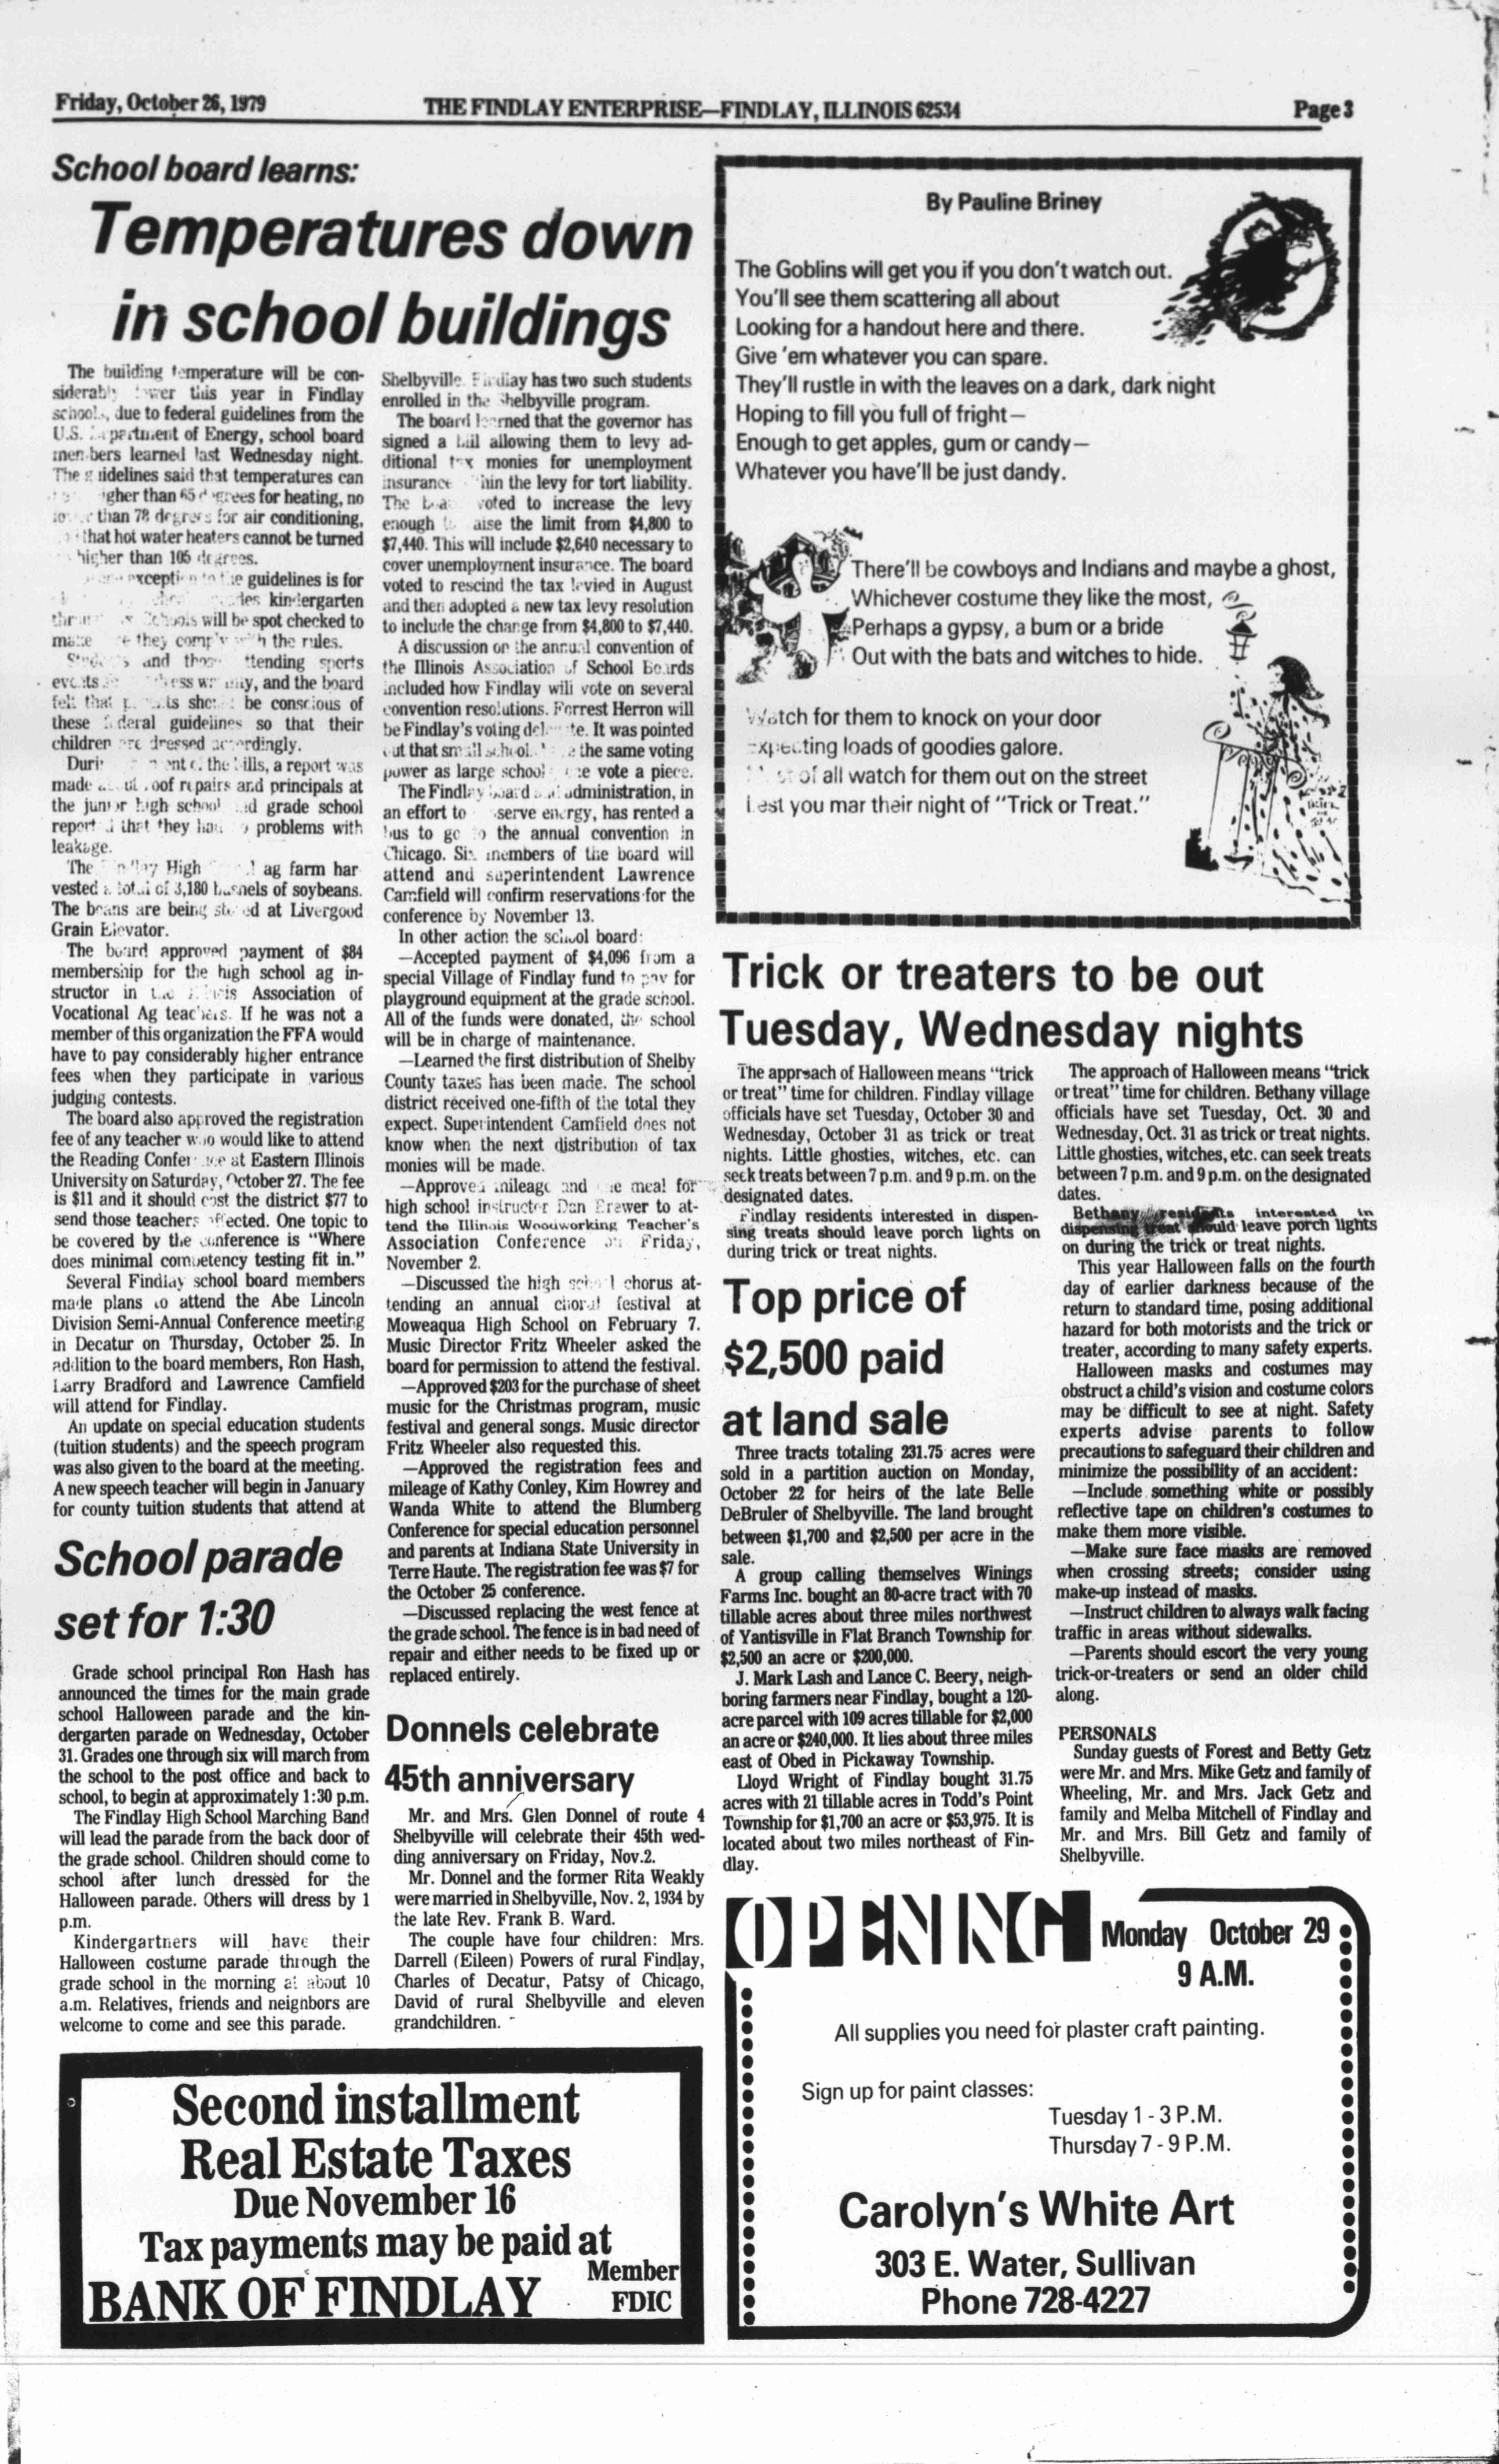 Friday, October 26, 1979
THE FINDLAY ENTERPRISE—FINDLAY, ILLINOIS 62534
Page 3
School board learns:
Temperatures down
in school buildings
The building temperature will be con-
siderably lower this year in Findlay
schools, due to federal guidelines from the
U.S. Department of Energy, school board
members learned last Wednesday night.
The guidelines said that temperatures can
higher than 65 degrees for heating, no
lower than 78 degrees for air conditioning,
that hot water heaters cannot be turned
higher than 105 degrees.
exception to the guidelines is for
kindergarten
schools will be spot checked to
make they comply with the rules.
and those attending sports
events dress warmly, and the board
felt that parents should be conscious of
these federal guidelines so that their
children are dressed accordingly.
During payment of the bills, a report was
made about roof repairs and principals at
the junior high school and grade school
reported that they had no problems with
leakage.
The Findlay High School ag farm har
vested a total of 3,180 bushels of soybeans.
The beans are being stored at Livergood
Grain Elevator.
The board approved payment of $84
membership for the high school ag in-
structor in the Illinois Association of
Vocational Ag teachers. If he was not a
member of this organization the FFA would
have to pay considerably higher entrance
fees when they participate in various
judging contests.
The board also approved the registration
fee of any teacher who would like to attend
the Reading Conference at Eastern Illinois
University on Saturday, October 27. The fee
is $11 and it should cost the district $77 to
send those teachers affected. One topic to
be covered by the conference is "Where
does minimal competency testing fit in."
Several Findlay school board members
made plans to attend the Abe Lincoln
Division Semi-Annual Conference meeting
in Decatur on Thursday, October 25. In
addition to the board members, Ron Hash,
Larry Bradford and Lawrence Camfield
will attend for Findlay.
An update on special education students
(tuition students) and the speech program
was also given to the board at the meeting.
A new speech teacher will begin in January
for county tuition students that attend at
Shelbyville. Findlay has two such students
enrolled in the Shelbyville program.
The board learned that the governor has
signed a bill allowing them to levy ad-
ditional tax monies for unemployment
insurance within the levy for tort liability.
The board voted to increase the levy
enough to raise the limit from $4,800 to
$7,440. This will include $2,640 necessary to
cover unemployment insurance. The board
voted to rescind the tax levied in August
and then adopted a new tax levy resolution
to include the change from $4,800 to $7,440.
A discussion on the annual convention of
the Illinois Association of School Boards
included how Findlay will vote on several
convention resolutions. Forrest Herron will
be Findlay's voting delegate. It was pointed
out that small schools have the same voting
power as large schools, one vote a piece.
The Findlay board and administration, in
an effort to conserve energy, has rented a
bus to go to the annual convention in
Chicago. Six members of the board will
attend and superintendent Lawrence
Camfield will confirm reservations for the
conference by November 13.
In other action the school board:
—Accepted payment of $4,096 from a
special Village of Findlay fund to pay for
playground equipment at the grade school.
All of the funds were donated, the school
will be in charge of maintenance.
—Learned the first distribution of Shelby
County taxes has been made. The school
district received one-fifth of the total they
expect. Superintendent Camfield does not
know when the next distribution of tax
monies will be made.
—Approved mileage and one meal for
high school instructor Dan Brewer to at-
tend the Illinois Woodworking Teacher's
Association Conference on Friday,
November 2.
—Discussed the high school chorus at-
tending an annual choral festival at
Moweaqua High School on February 7.
Music Director Fritz Wheeler asked the
board for permission to attend the festival.
—Approved $203 for the purchase of sheet
music for the Christmas program, music
festival and general songs. Music director
Fritz Wheeler also requested this.
—Approved the registration fees and
mileage of Kathy Conley, Kim Howrey and
Wanda White to attend the Blumberg
Conference for special education personnel
and parents at Indiana State University in
Terre Haute. The registration fee was $7 for
the October 25 conference.
—Discussed replacing the west fence at
the grade school. The fence is in bad need of
repair and either needs to be fixed up or
replaced entirely.
School parade
set for 1:30
Grade school principal Ron Hash has
announced the times for the main grade
school Halloween parade and the kin-
dergarten parade on Wednesday, October
31. Grades one through six will march from
the school to the post office and back to
school, to begin at approximately 1:30 p.m.
The Findlay High School Marching Band
will lead the parade from the back door of
the grade school. Children should come to
school after lunch dressed for the
Halloween parade. Others will dress by 1
p.m.
Kindergartners will have their
Halloween costume parade through the
grade school in the morning at about 10
a.m. Relatives, friends and neighbors are
welcome to come and see this parade.
Donnels celebrate
45th anniversary
Mr. and Mrs. Glen Donnel of route 4
Shelbyville will celebrate their 45th wed-
ding anniversary on Friday, Nov.2.
Mr. Donnel and the former Rita Weakly
were married in Shelbyville, Nov. 2, 1934 by
the late Rev. Frank B. Ward.
The couple have four children: Mrs.
Darrell (Eileen) Powers of rural Findlay,
Charles of Decatur, Patsy of Chicago,
David of rural Shelbyville and eleven
grandchildren.
Second installment
Real Estate Taxes
Due November 16
Tax payments may be paid at
BANK OF FINDLAY
Member
FDIC
By Pauline Briney
The Goblins will get you if you don't watch out.
You'll see them scattering all about
Looking for a handout here and there.
Give 'em whatever you can spare.
They'll rustle in with the leaves on a dark, dark night
Hoping to fill you full of fright—
Enough to get apples, gum or candy—
Whatever you have'll be just dandy.
There'll be cowboys and Indians and maybe a ghost,
Whichever costume they like the most,
Perhaps a gypsy, a bum or a bride
Out with the bats and witches to hide.
Watch for them to knock on your door
Expecting loads of goodies galore.
of all watch for them out on the street
Lest you mar their night of "Trick or Treat."
Trick or treaters to be out
Tuesday, Wednesday nights
The approach of Halloween means "trick
or treat" time for children. Findlay village
officials have set Tuesday, October 30 and
Wednesday, October 31 as trick or treat
nights. Little ghosties, witches, etc. can
seek treats between 7 p.m. and 9 p.m. on the
designated dates.
Findlay residents interested in dispen-
sing treats should leave porch lights on
during trick or treat nights.
The approach of Halloween means "trick
or treat" time for children. Bethany village
officials have set Tuesday, Oct. 30 and
Wednesday, Oct. 31 as trick or treat nights.
Little ghosties, witches, etc. can seek treats
between 7 p.m. and 9 p.m. on the designated
dates.
Bethany residents interested in
dispensing treat should leave porch lights
on during the trick or treat nights.
This year Halloween falls on the fourth
day of earlier darkness because of the
return to standard time, posing additional
hazard for both motorists and the trick or
treater, according to many safety experts.
Halloween masks and costumes may
obstruct a child's vision and costume colors
may be difficult to see at night. Safety
experts advise parents to follow
precautions to safeguard their children and
minimize the possibility of an accident:
—Include something white or possibly
reflective tape on children's costumes to
make them more visible.
—Make sure face masks are removed
when crossing streets; consider using
make-up instead of masks.
—Instruct children to always walk facing
traffic in areas without sidewalks.
—Parents should escort the very young
trick-or-treaters or send an older child
along.
Top price of
$2,500 paid
at land sale
Three tracts totaling 231.75 acres were
sold in a partition auction on Monday,
October 22 for heirs of the late Belle
DeBruler of Shelbyville. The land brought
between $1,700 and $2,500 per acre in the
sale.
A group calling themselves Winings
Farms Inc. bought an 80-acre tract with 70
tillable acres about three miles northwest
of Yantisville in Flat Branch Township for
$2,500 an acre or $200,000.
J. Mark Lash and Lance C. Beery, neigh-
boring farmers near Findlay, bought a 120-
acre parcel with 109 acres tillable for $2,000
an acre or $240,000. It lies about three miles
east of Obed in Pickaway Township.
Lloyd Wright of Findlay bought 31.75
acres with 21 tillable acres in Todd's Point
Township for $1,700 an acre or $53,975. It is
located about two miles northeast of Fin-
dlay.
PERSONALS
Sunday guests of Forest and Betty Getz
were Mr. and Mrs. Mike Getz and family of
Wheeling, Mr. and Mrs. Jack Getz and
family and Melba Mitchell of Findlay and
Mr. and Mrs. Bill Getz and family of
Shelbyville.
OPENING
Monday October 29
9 A.M.
All supplies you need for plaster craft painting.
Sign up for paint classes:
Tuesday 1 - 3 P.M.
Thursday 7 - 9 P.M.
Carolyn's White Art
303 E. Water, Sullivan
Phone 728-4227